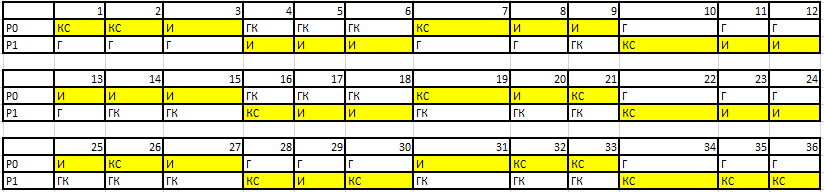 1 2 3 4 5 6 7 8 9 10 11 12
P0 КС КС И ГК ГК ГК КС И И Г Г Г
P1 Г Г Г И И И Г Г ГК КС И И
13 14 15 16 17 18 19 20 21 22 23 24
P0 И И И ГК ГК ГК КС И КС Г Г Г
P1 Г ГК ГК КС И И ГК ГК ГК КС И И
25 26 27 28 29 30 31 32 33 34 35 36
P0 И КС И Г Г Г И КС КС Г Г Г
P1 ГК ГК ГК КС И КС ГК ГК ГК КС КС КС